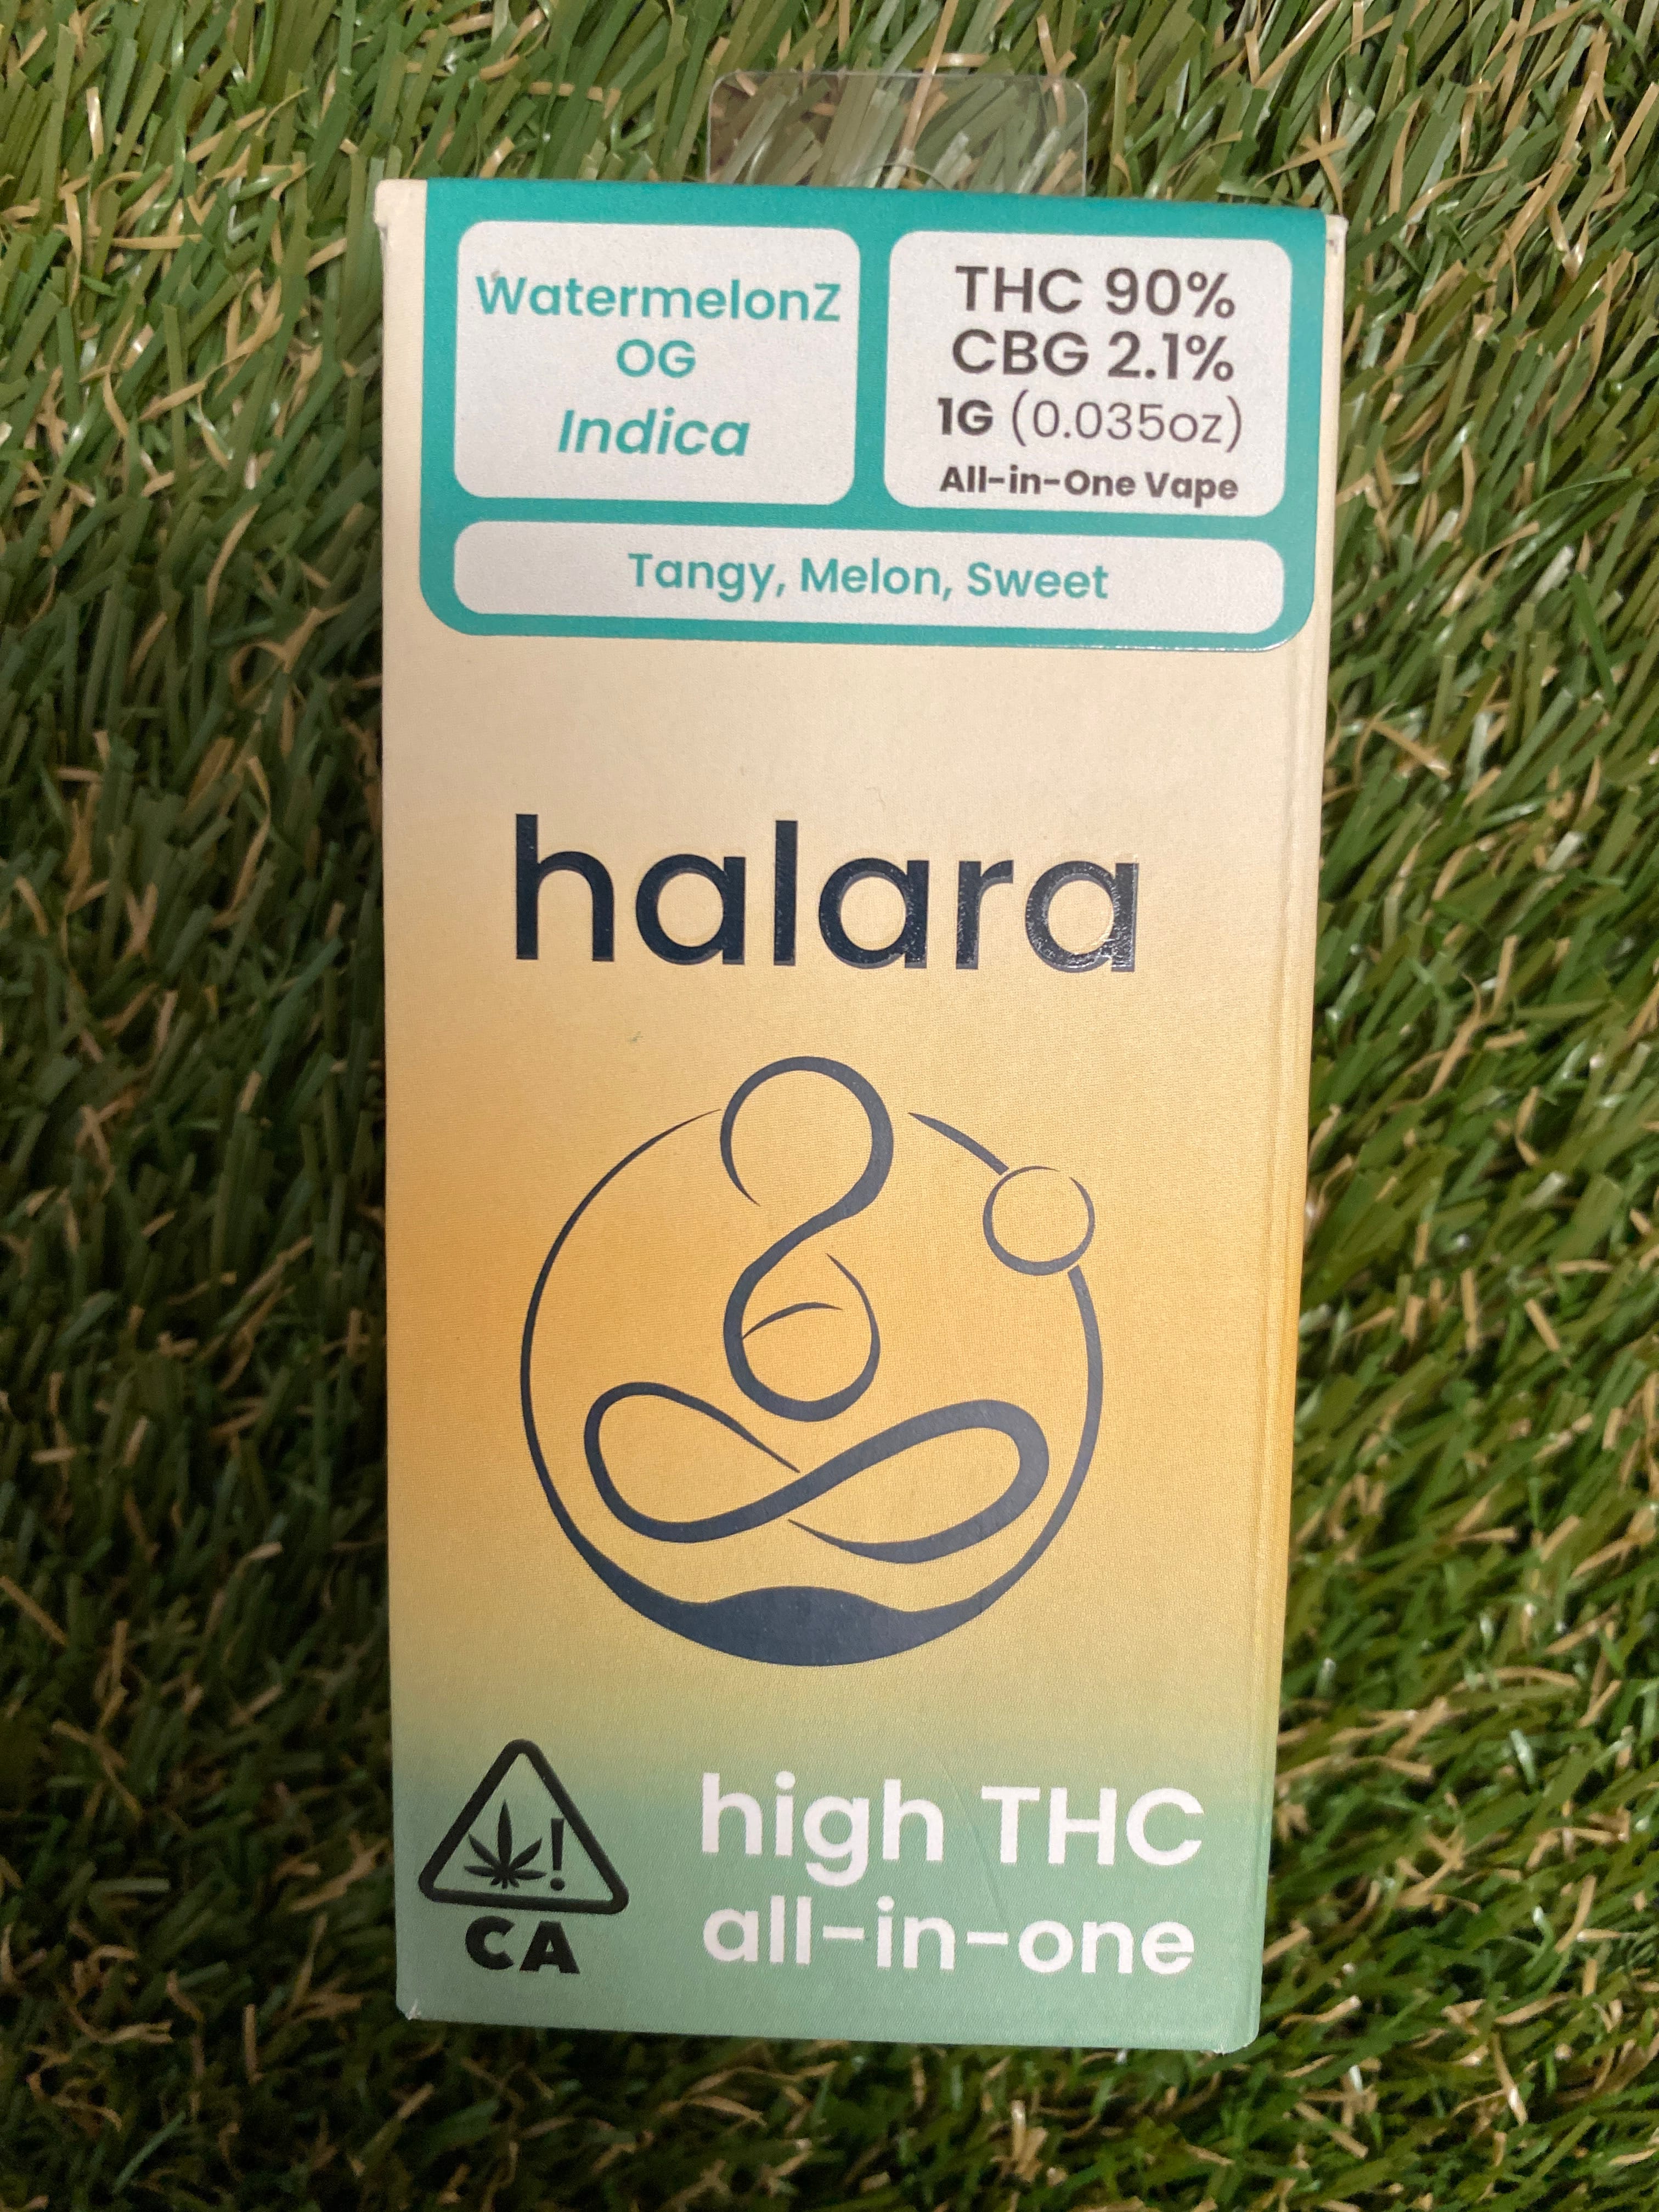 WatermelonZ
OG
Indica
THC 90%
CBG 2.1%
1G (0.035oz)
All-in-One Vape
Tangy, Melon, Sweet
halara
!
CA
high THC
all-in-one